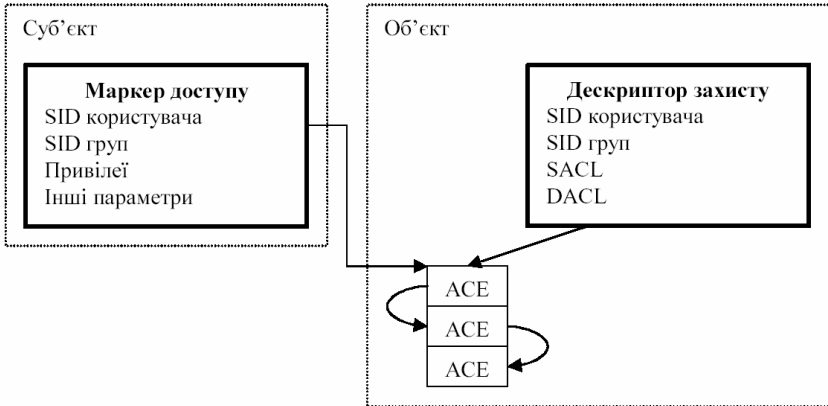 Суб’єкт
Маркер доступу
SID користувача
SID груп
Привілеї
Інші параметри
Об’єкт
Дескриптор захисту
SID користувача
SID груп
SACL
DACL
ACE
ACE
ACE